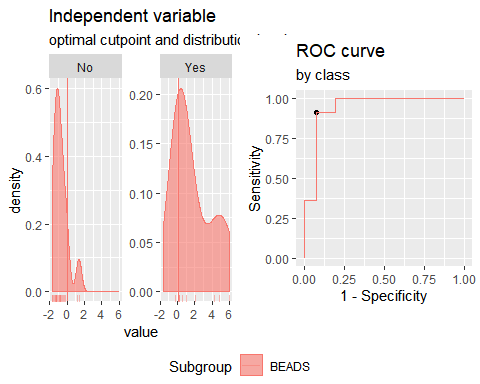 Independent variable
optimal cutpoint and distributio
No
Yes
0.6
0.4
0.2
0.0
density
0.20
0.15
0.10
0.05
0.00
-2 0 2 4 6
-2 0 2 4 6
value
ROC curve
by class
1.00
0.75
0.50
0.25
0.00
Sensitivity
0.00 0.25 0.50 0.75 1.00
1 - Specificity
Subgroup BEADS